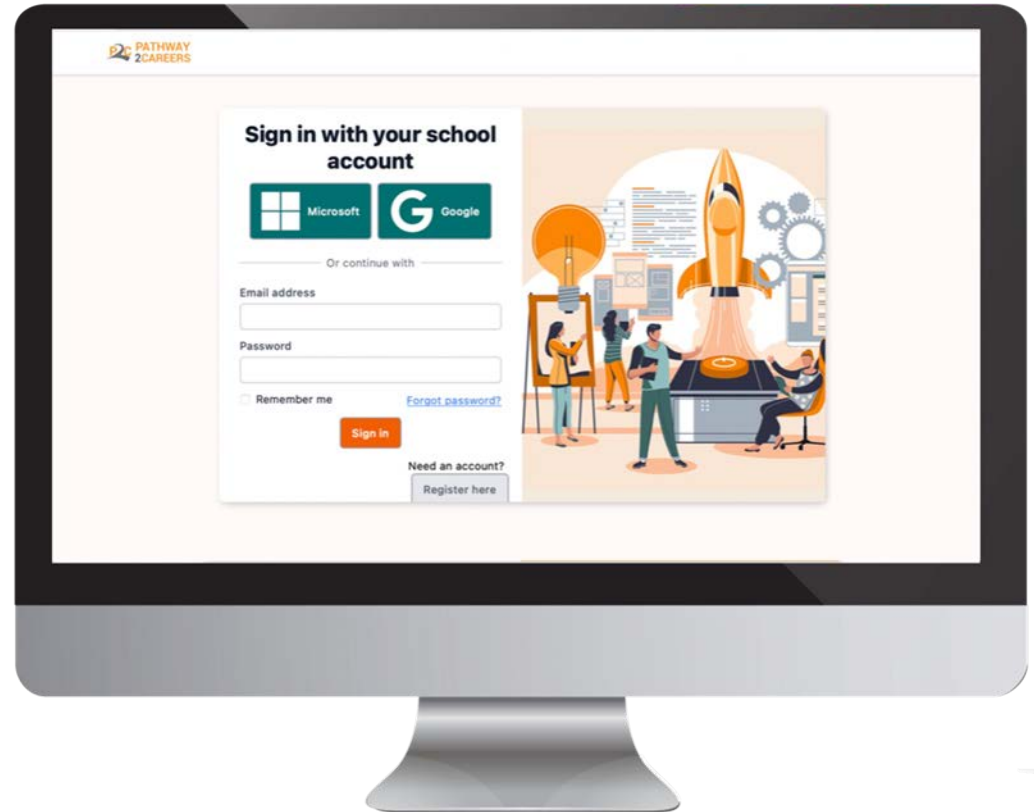 P2C PATHWAY
2CAREERS
Sign in with your school
account
Microsoft
G Google
Or continue with
Email address
Password
Remember me
Forgot password?
Sign in
Need an account?
Register here